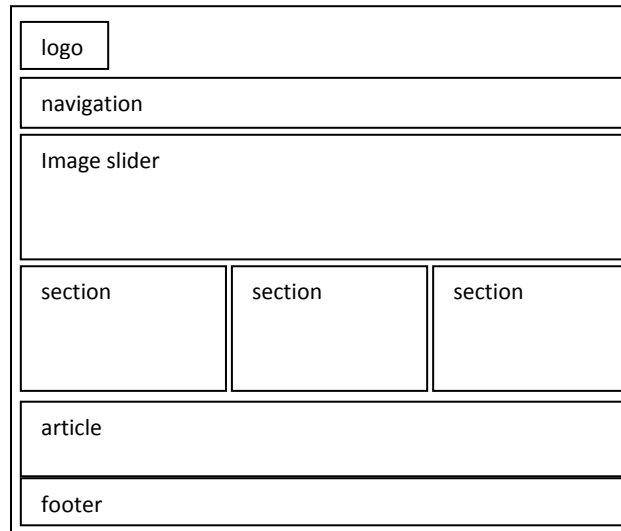 logo
navigation
Image slider
section section section
article
footer